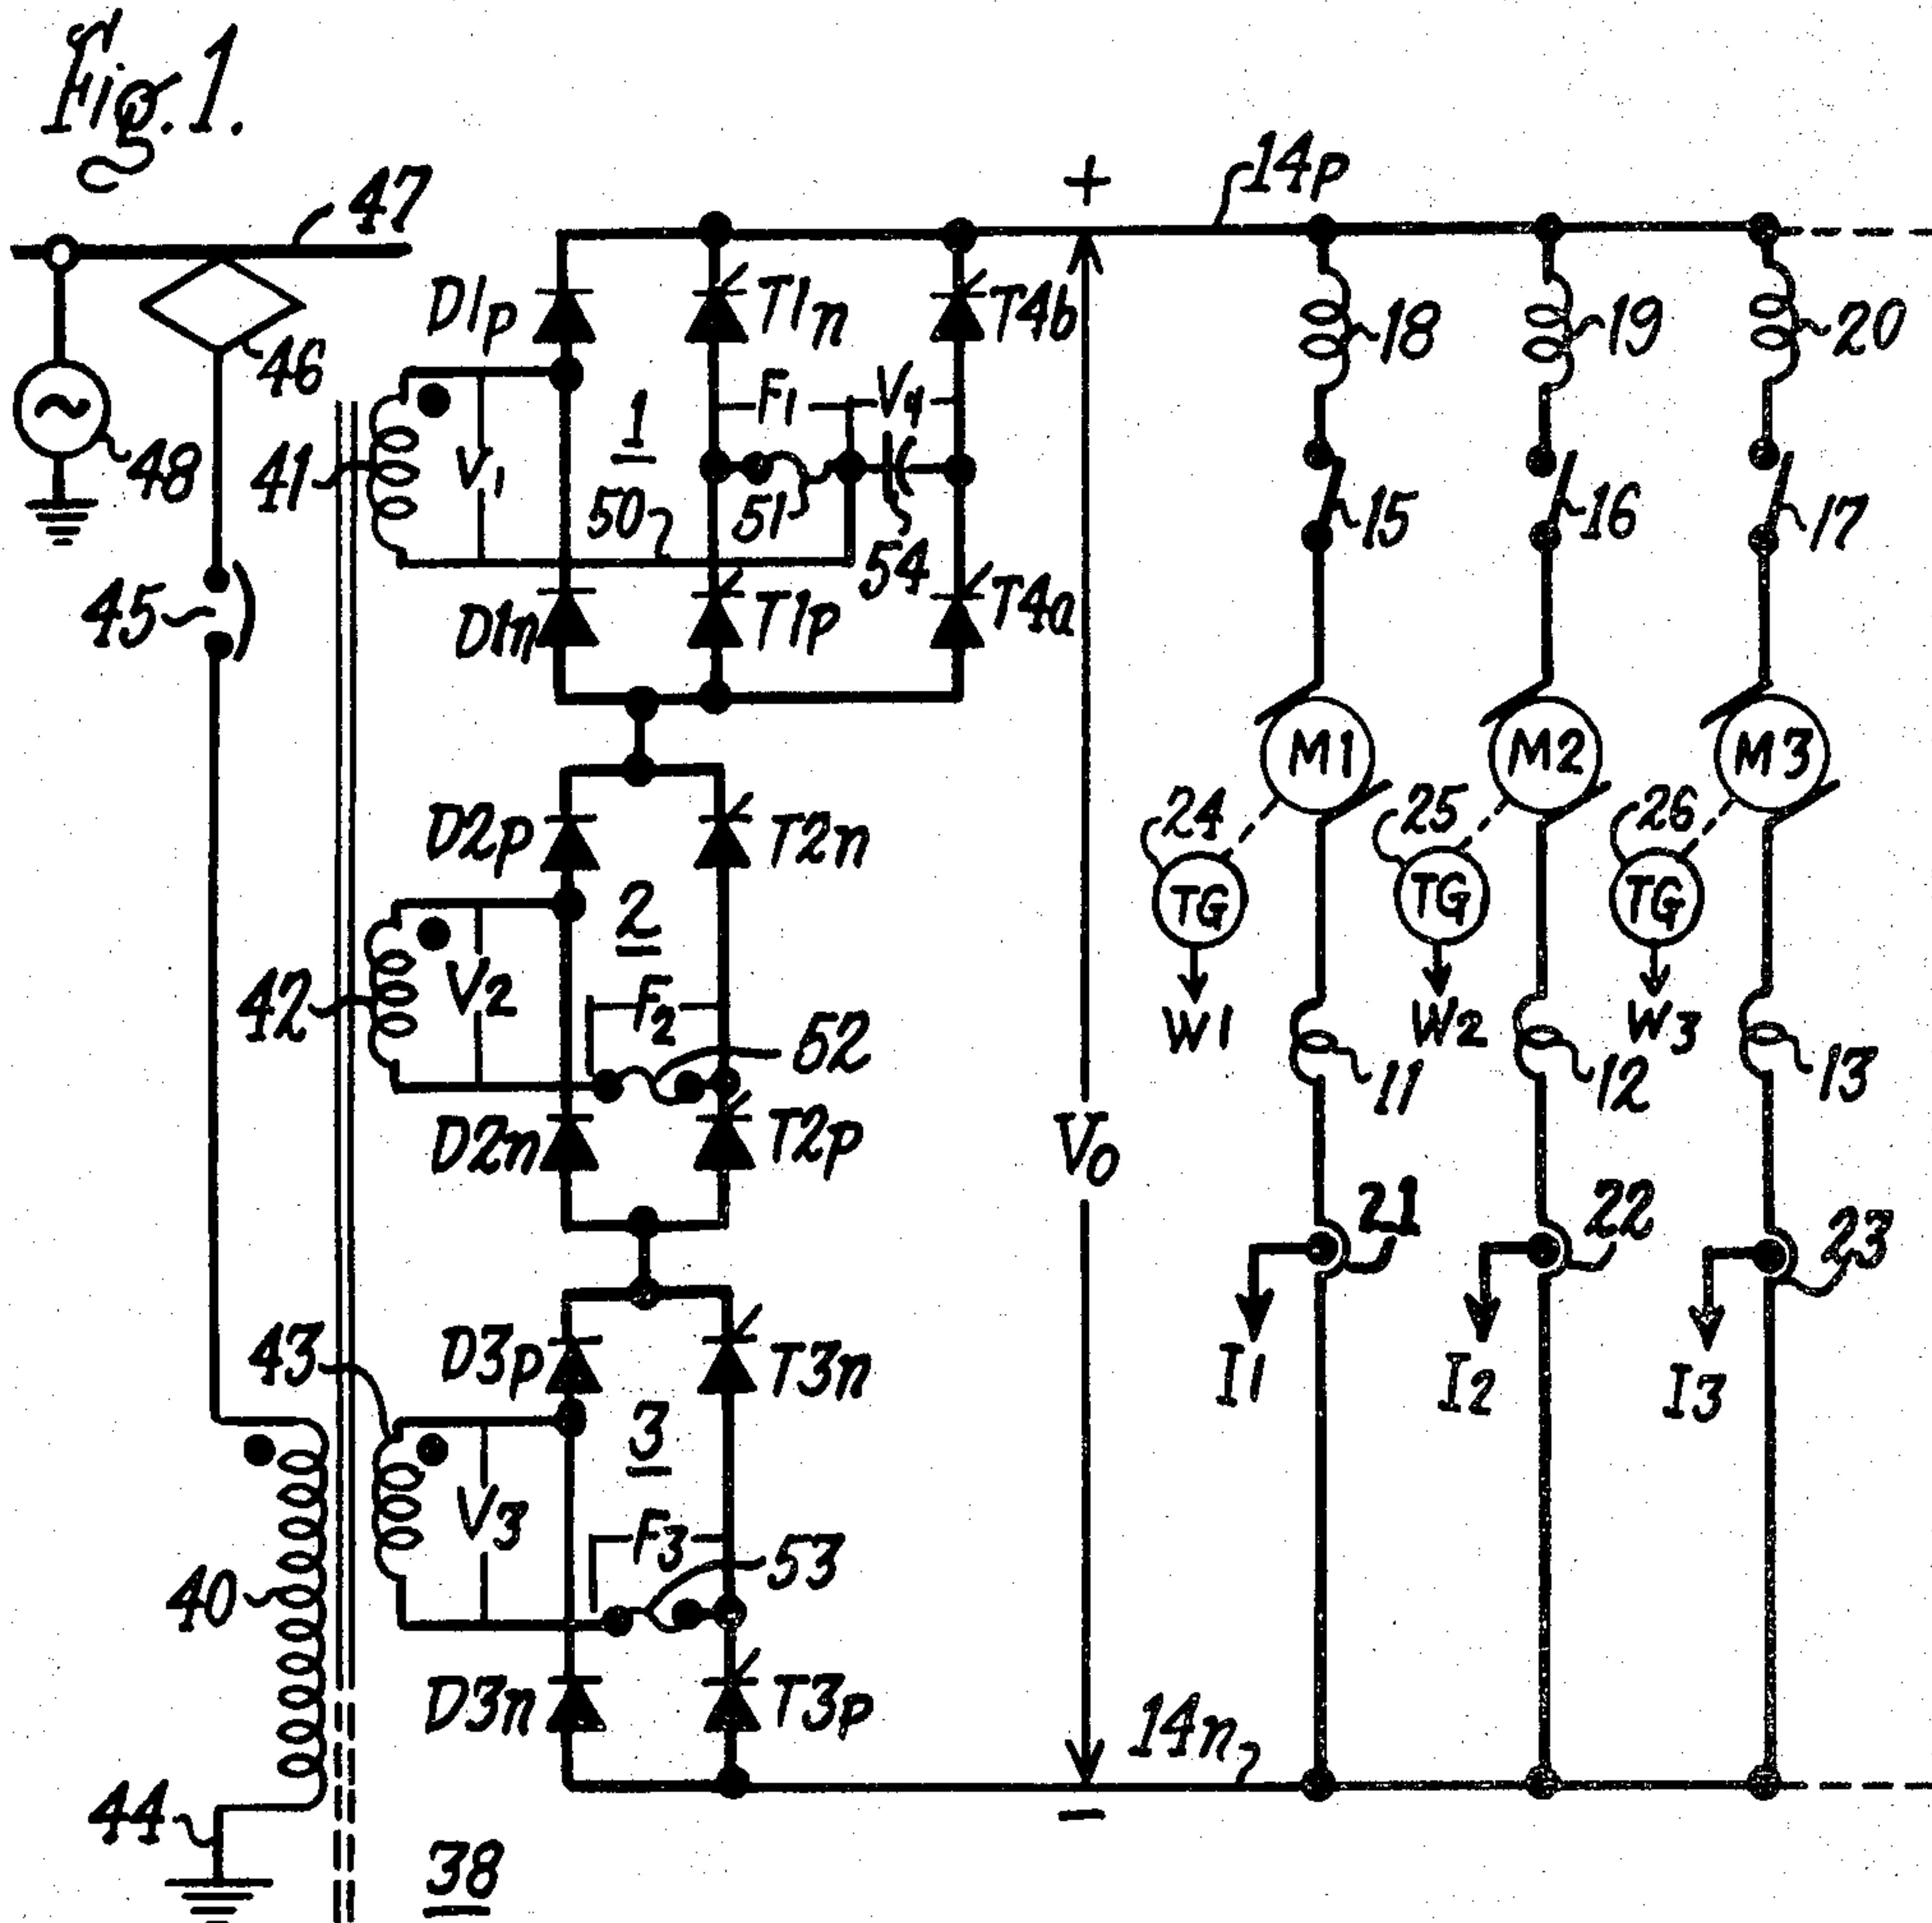 Fig. 1.
47
14p
+
D1p
T1n
T4b
18
19
20
46
F1
V4
1
48
41
V1
50
51
15
16
17
54
45
D1n
T1p
T4a
M1
M2
M3
24
25
26
D2p
T2n
TG
TG
TG
2
42
V2
F2
52
W1
W2
W3
11
12
13
D2n
T2p
V0
21
22
23
43
D3p
T3n
I1
I2
I3
3
V3
F3
53
40
D3n
T3p
14n
44
−
38